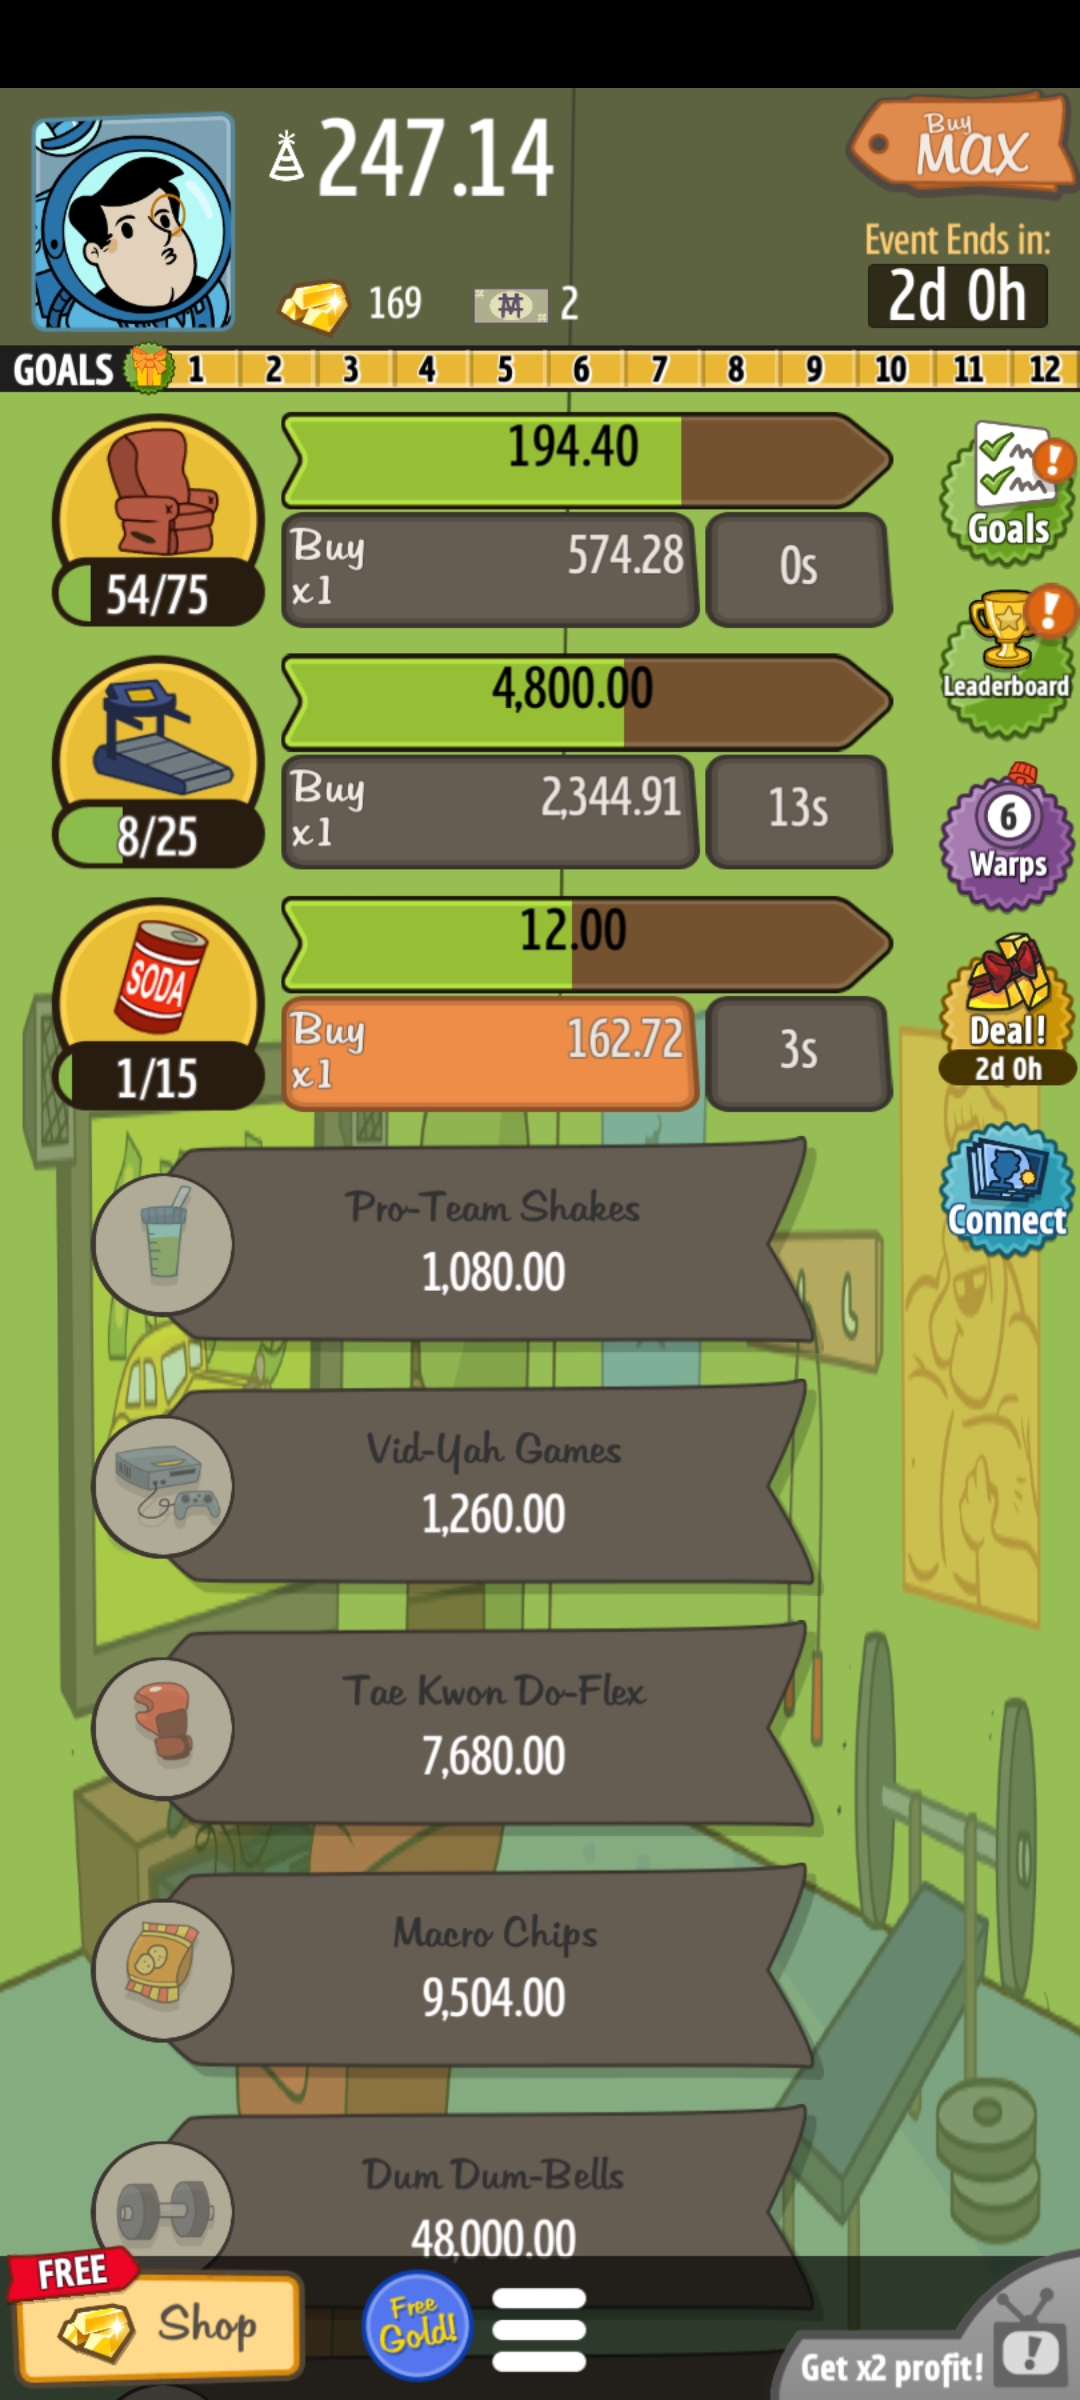 247.14
Buy
MAX
Event Ends in:
2d 0h
169
2
GOALS 1 2 3 4 5 6 7 8 9 10 11 12
194.40
Buy
x1
574.28
0s
54/75
Goals
4,800.00
Buy
x1
2,344.91
13s
8/25
Leaderboard
6
Warps
SODA
12.00
Buy
x1
162.72
3s
1/15
Deal!
2d 0h
Connect
Pro-Team Shakes
1,080.00
Vid-Yah Games
1,260.00
Tae Kwon Do-Flex
7,680.00
Macro Chips
9,504.00
Dum Dum-Bells
48,000.00
FREE
Shop
Free
Gold!
Get x2 profit!